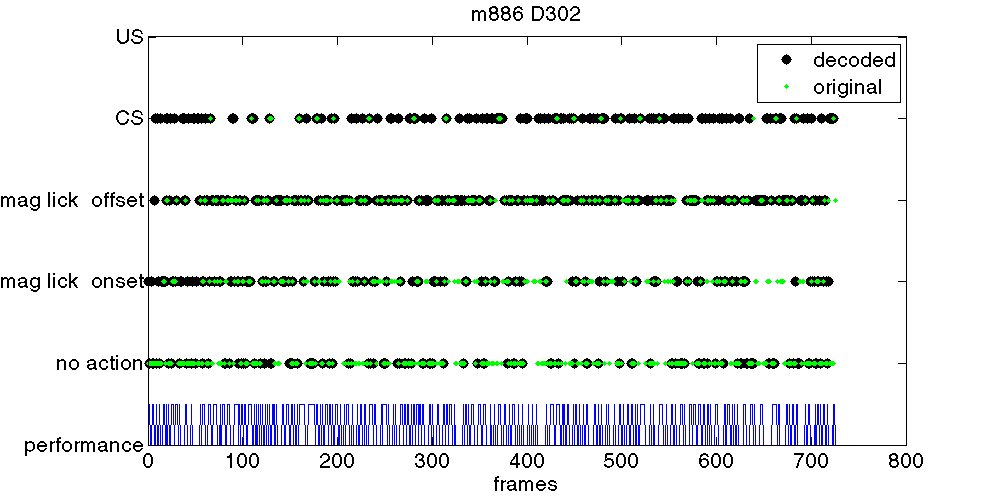 m886 D302
US
decoded
original
CS
mag lick offset
mag lick onset
no action
performance
0 100 200 300 400 500 600 700 800
frames